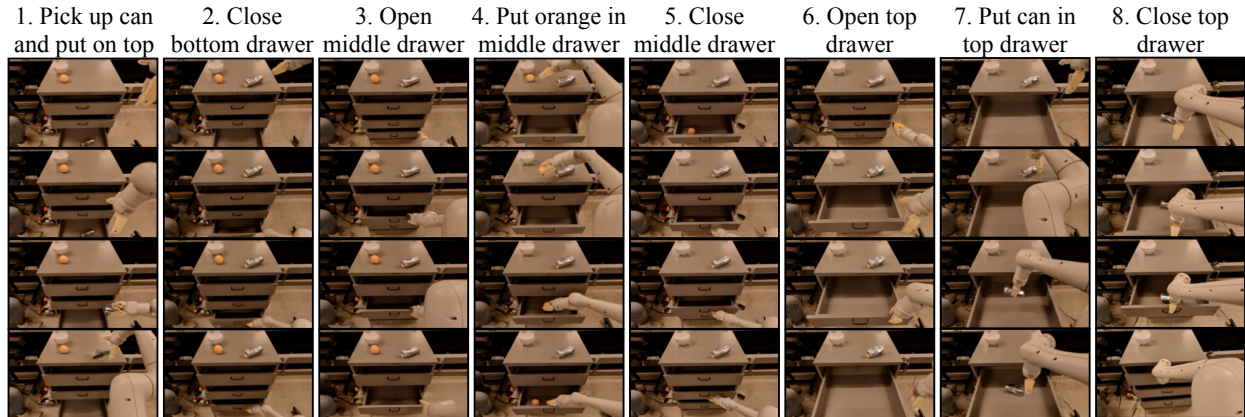 1. Pick up can
and put on top
2. Close
bottom drawer
3. Open
middle drawer
4. Put orange in
middle drawer
5. Close
middle drawer
6. Open top
drawer
7. Put can in
top drawer
8. Close top
drawer